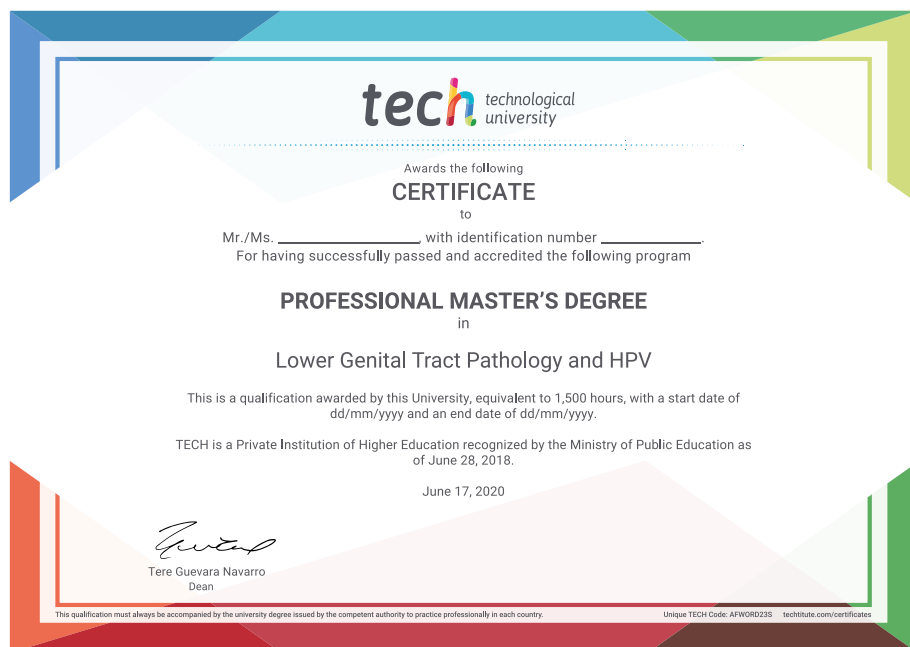 tech technological
university
Awards the following
CERTIFICATE
to
Mr./Ms. ____________________, with identification number ______________.
For having successfully passed and accredited the following program
PROFESSIONAL MASTER'S DEGREE
in
Lower Genital Tract Pathology and HPV
This is a qualification awarded by this University, equivalent to 1,500 hours, with a start date of
dd/mm/yyyy and an end date of dd/mm/yyyy.
TECH is a Private Institution of Higher Education recognized by the Ministry of Public Education as
of June 28, 2018.
June 17, 2020
Tere Guevara Navarro
Dean
This qualification must always be accompanied by the university degree issued by the competent authority to practice professionally in each country. Unique TECH Code: AFWORD23S techtitute.com/certificates